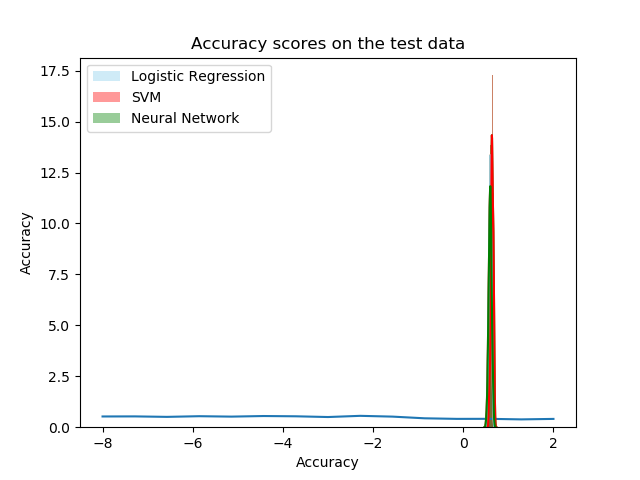 Accuracy scores on the test data
17.5
15.0
12.5
10.0
7.5
5.0
2.5
0.0
Accuracy
Logistic Regression
SVM
Neural Network
−8
−6
−4
−2
0
2
Accuracy